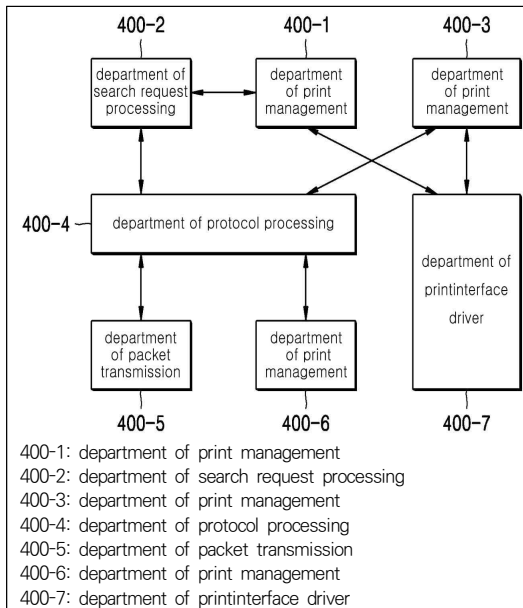 400-2
400-1
400-3
department of
search request
processing
department
of print
management
department
of print
management
400-4
department of protocol processing
department of
printinterface
driver
department
of packet
transmission
department
of print
management
400-5
400-6
400-7
400-1: department of print management
400-2: department of search request processing
400-3: department of print management
400-4: department of protocol processing
400-5: department of packet transmission
400-6: department of print management
400-7: department of printinterface driver